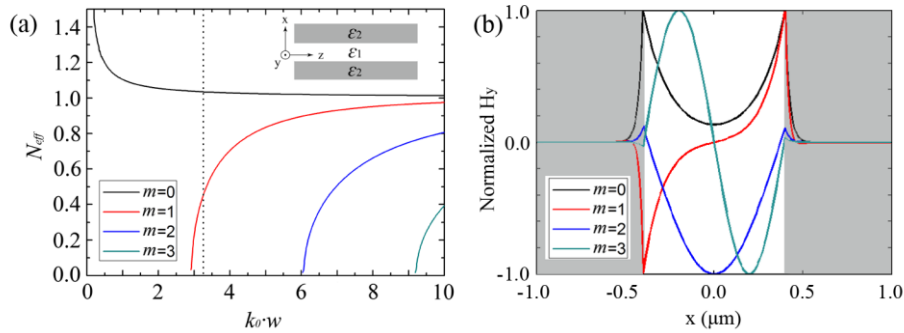 (a)
1.4
1.2
1.0
0.8
0.6
0.4
0.2
0.0
N_eff
x
y
z
ε₂
ε₁
ε₂
m=0
m=1
m=2
m=3
0 2 4 6 8 10
k₀·w
(b)
1.0
0.0
-1.0
Normalized H_y
m=0
m=1
m=2
m=3
-1.0 -0.5 0.0 0.5 1.0
x (μm)